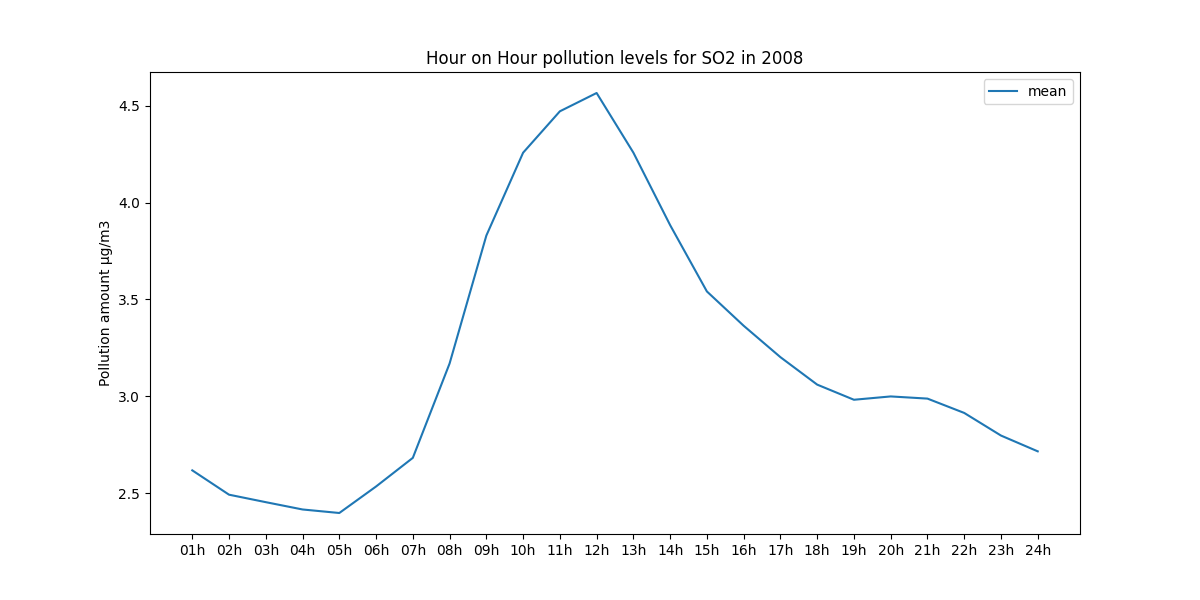 Hour on Hour pollution levels for SO2 in 2008
mean
Pollution amount µg/m3
4.5
4.0
3.5
3.0
2.5
01h 02h 03h 04h 05h 06h 07h 08h 09h 10h 11h 12h 13h 14h 15h 16h 17h 18h 19h 20h 21h 22h 23h 24h